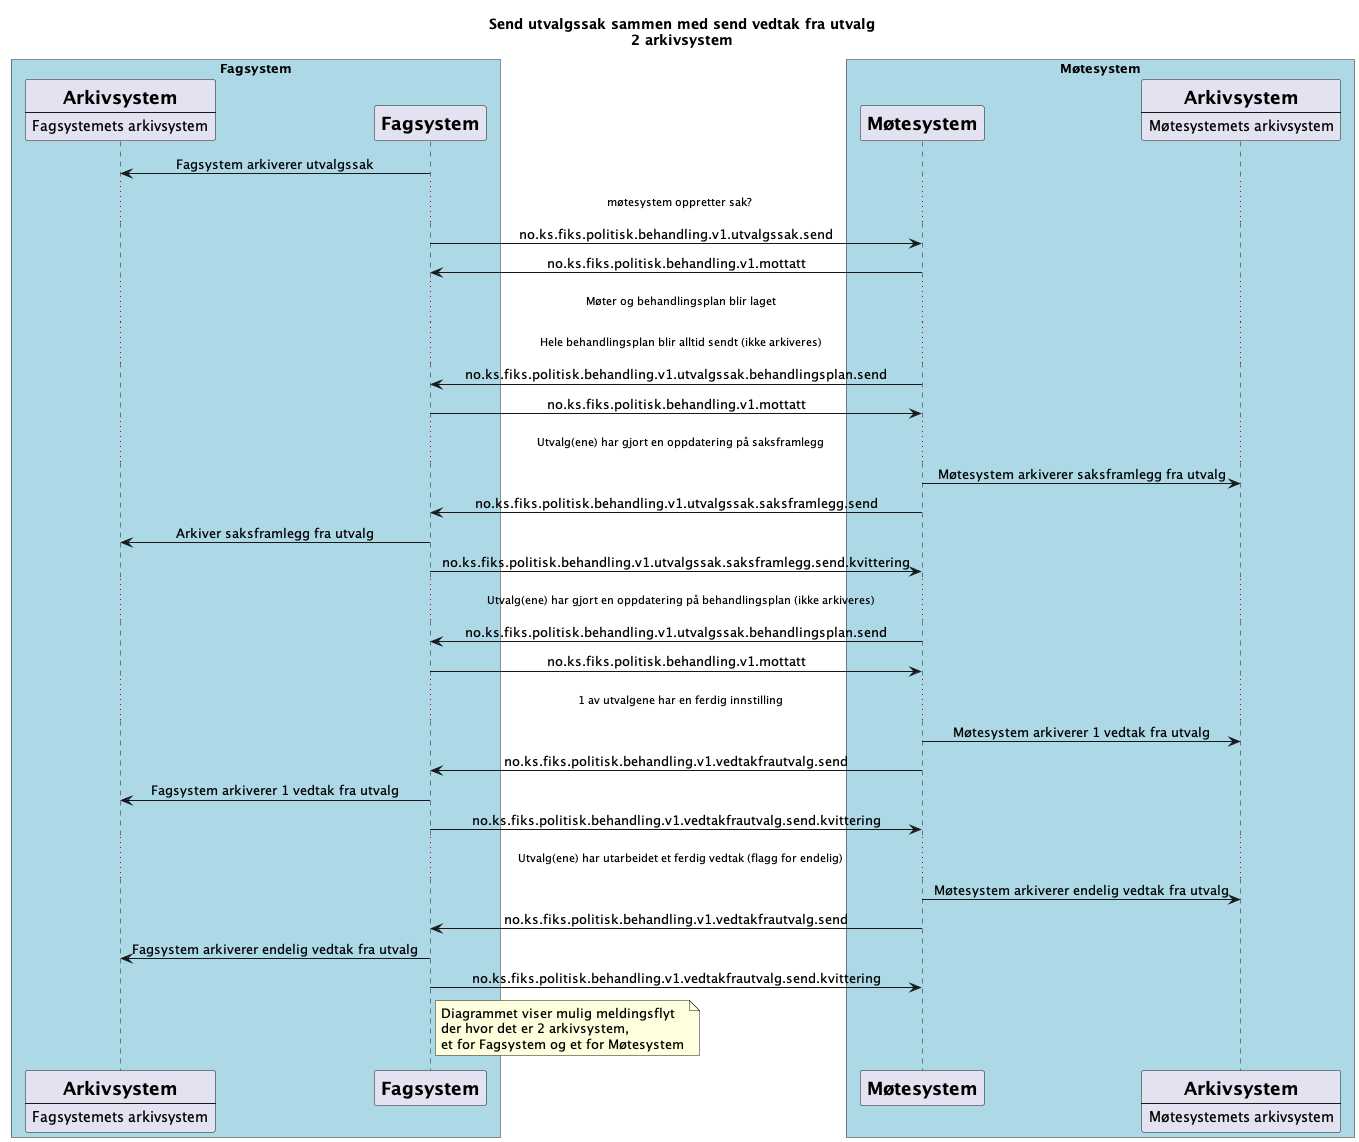 Send utvalgssak sammen med send vedtak fra utvalg
2 arkivsystem
Fagsystem
Møtesystem
Arkivsystem
Fagsystemets arkivsystem
Fagsystem
Møtesystem
Arkivsystem
Møtesystemets arkivsystem
Fagsystem arkiverer utvalgssak
møtesystem oppretter sak?
no.ks.fiks.politisk.behandling.v1.utvalgssak.send
no.ks.fiks.politisk.behandling.v1.mottatt
Møter og behandlingsplan blir laget
Hele behandlingsplan blir alltid sendt (ikke arkiveres)
no.ks.fiks.politisk.behandling.v1.utvalgssak.behandlingsplan.send
no.ks.fiks.politisk.behandling.v1.mottatt
Utvalg(ene) har gjort en oppdatering på saksframlegg
Møtesystem arkiverer saksframlegg fra utvalg
no.ks.fiks.politisk.behandling.v1.utvalgssak.saksframlegg.send
Arkiver saksframlegg fra utvalg
no.ks.fiks.politisk.behandling.v1.utvalgssak.saksframlegg.send.kvittering
Utvalg(ene) har gjort en oppdatering på behandlingsplan (ikke arkiveres)
no.ks.fiks.politisk.behandling.v1.utvalgssak.behandlingsplan.send
no.ks.fiks.politisk.behandling.v1.mottatt
1 av utvalgene har en ferdig innstilling
Møtesystem arkiverer 1 vedtak fra utvalg
no.ks.fiks.politisk.behandling.v1.vedtakfrautvalg.send
Fagsystem arkiverer 1 vedtak fra utvalg
no.ks.fiks.politisk.behandling.v1.vedtakfrautvalg.send.kvittering
Utvalg(ene) har utarbeidet et ferdig vedtak (flagg for endelig)
Møtesystem arkiverer endelig vedtak fra utvalg
no.ks.fiks.politisk.behandling.v1.vedtakfrautvalg.send
Fagsystem arkiverer endelig vedtak fra utvalg
no.ks.fiks.politisk.behandling.v1.vedtakfrautvalg.send.kvittering
Diagrammet viser mulig meldingsflyt
der hvor det er 2 arkivsystem,
et for Fagsystem og et for Møtesystem
Arkivsystem
Fagsystemets arkivsystem
Fagsystem
Møtesystem
Arkivsystem
Møtesystemets arkivsystem